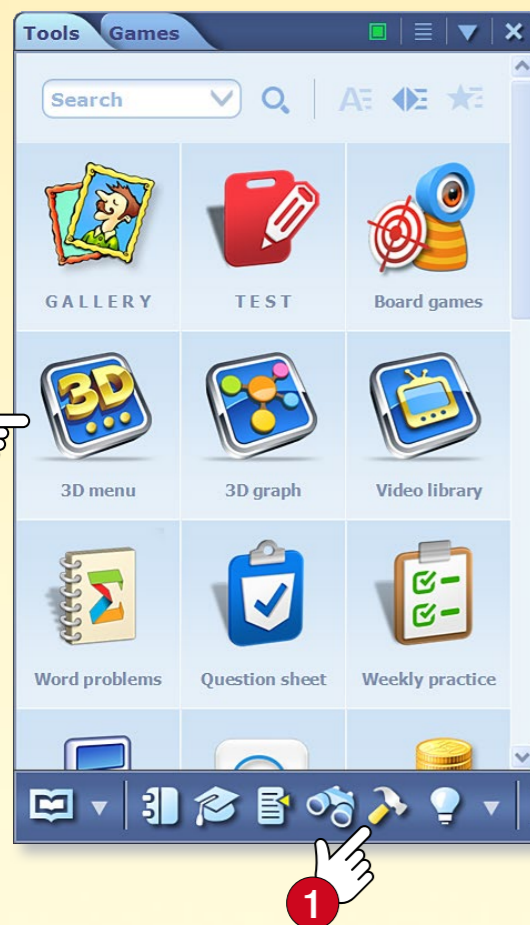 Tools Games
Search
GALLERY TEST Board games
3D
3D menu 3D graph Video library
Word problems Question sheet Weekly practice
1